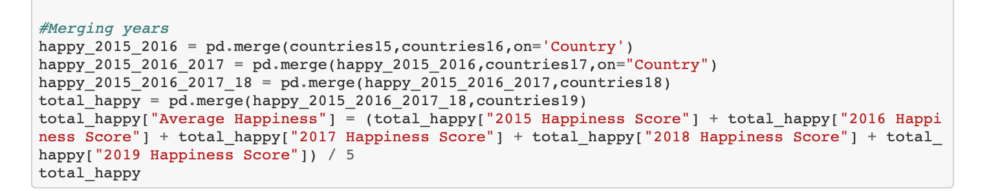 #Merging years
happy_2015_2016 = pd.merge(countries15,countries16,on='Country')
happy_2015_2016_2017 = pd.merge(happy_2015_2016,countries17,on="Country")
happy_2015_2016_2017_18 = pd.merge(happy_2015_2016_2017,countries18)
total_happy = pd.merge(happy_2015_2016_2017_18,countries19)
total_happy["Average Happiness"] = (total_happy["2015 Happiness Score"] + total_happy["2016 Happi
ness Score"] + total_happy["2017 Happiness Score"] + total_happy["2018 Happiness Score"] + total_
happy["2019 Happiness Score"]) / 5
total_happy